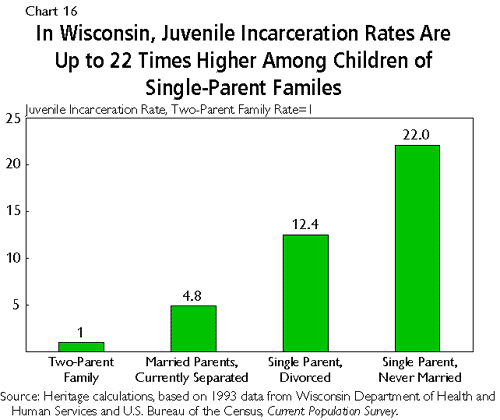 Chart 16
In Wisconsin, Juvenile Incarceration Rates Are
Up to 22 Times Higher Among Children of
Single-Parent Familes
Juvenile Incarceration Rate, Two-Parent Family Rate=1
25
20
15
10
5
1
4.8
12.4
22.0
Two-Parent
Family
Married Parents,
Currently Separated
Single Parent,
Divorced
Single Parent,
Never Married
Source: Heritage calculations, based on 1993 data from Wisconsin Department of Health and
Human Services and U.S. Bureau of the Census, Current Population Survey.